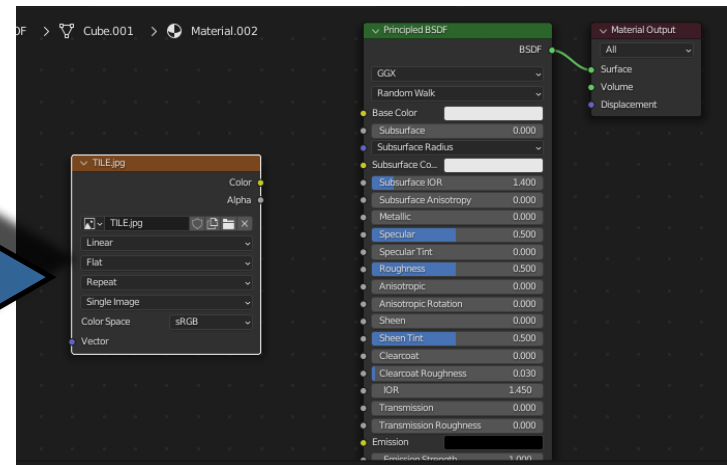 DF > Cube.001 > Material.002
TILE.jpg
Color
Alpha
TILE.jpg
Linear
Flat
Repeat
Single Image
Color Space sRGB
Vector
Principled BSDF
BSDF
GGX
Random Walk
Base Color
Subsurface 0.000
Subsurface Radius
Subsurface Co...
Subsurface IOR 1.400
Subsurface Anisotropy 0.000
Metallic 0.000
Specular 0.500
Specular Tint 0.000
Roughness 0.500
Anisotropic 0.000
Anisotropic Rotation 0.000
Sheen 0.000
Sheen Tint 0.500
Clearcoat 0.000
Clearcoat Roughness 0.030
IOR 1.450
Transmission 0.000
Transmission Roughness 0.000
Emission
Emission Strength 1.000
Material Output
All
Surface
Volume
Displacement